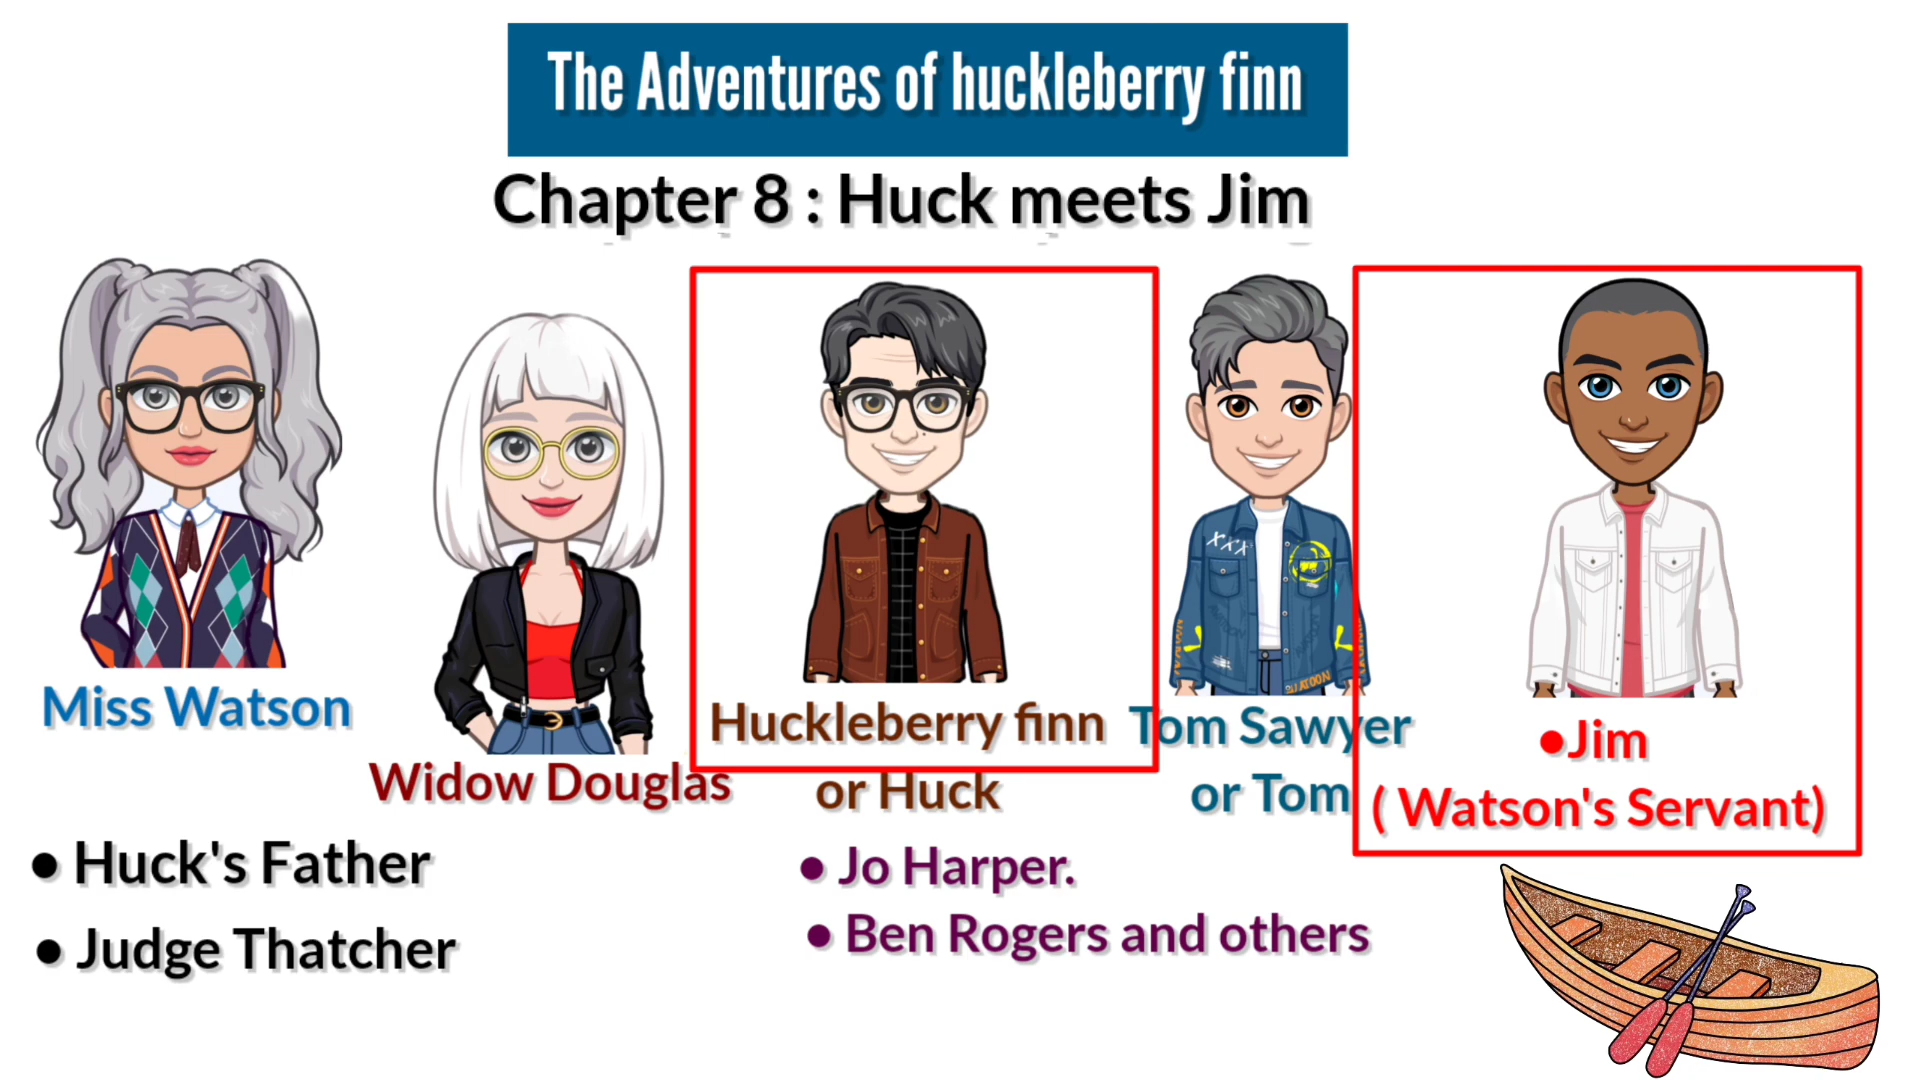 The Adventures of huckleberry finn
Chapter 8 : Huck meets Jim
Miss Watson
Widow Douglas
Huckleberry finn
or Huck
Tom Sawyer
or Tom
•Jim
( Watson's Servant)
• Huck's Father
• Judge Thatcher
• Jo Harper.
• Ben Rogers and others
XXX